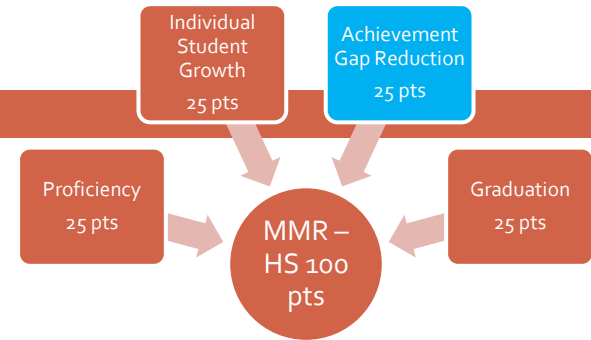 Individual
Student
Growth
25 pts
Achievement
Gap Reduction
25 pts
Proficiency
25 pts
Graduation
25 pts
MMR –
HS 100
pts